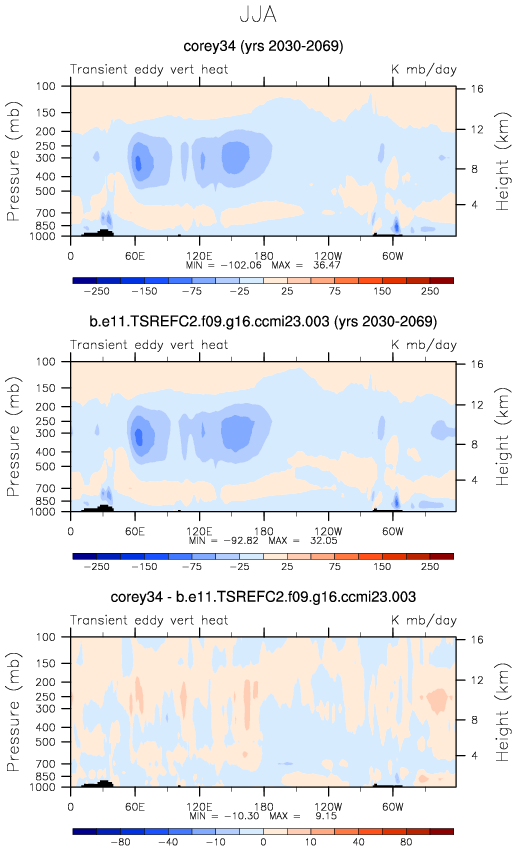 JJA
corey34 (yrs 2030-2069)
Transient eddy vert heat K mb/day
Pressure (mb)
100
150
200
250
300
400
500
700
850
1000
Height (km)
16
12
8
4
0 60E 120E 180 120W 60W
MIN = -102.06 MAX = 36.47
-250 -150 -75 -25 25 75 150 250
b.e11.TSREFC2.f09.g16.ccmi23.003 (yrs 2030-2069)
Transient eddy vert heat K mb/day
Pressure (mb)
100
150
200
250
300
400
500
700
850
1000
Height (km)
16
12
8
4
0 60E 120E 180 120W 60W
MIN = -92.82 MAX = 32.05
-250 -150 -75 -25 25 75 150 250
corey34 - b.e11.TSREFC2.f09.g16.ccmi23.003
Transient eddy vert heat K mb/day
Pressure (mb)
100
150
200
250
300
400
500
700
850
1000
Height (km)
16
12
8
4
0 60E 120E 180 120W 60W
MIN = -10.30 MAX = 9.15
-80 -40 -10 0 10 40 80